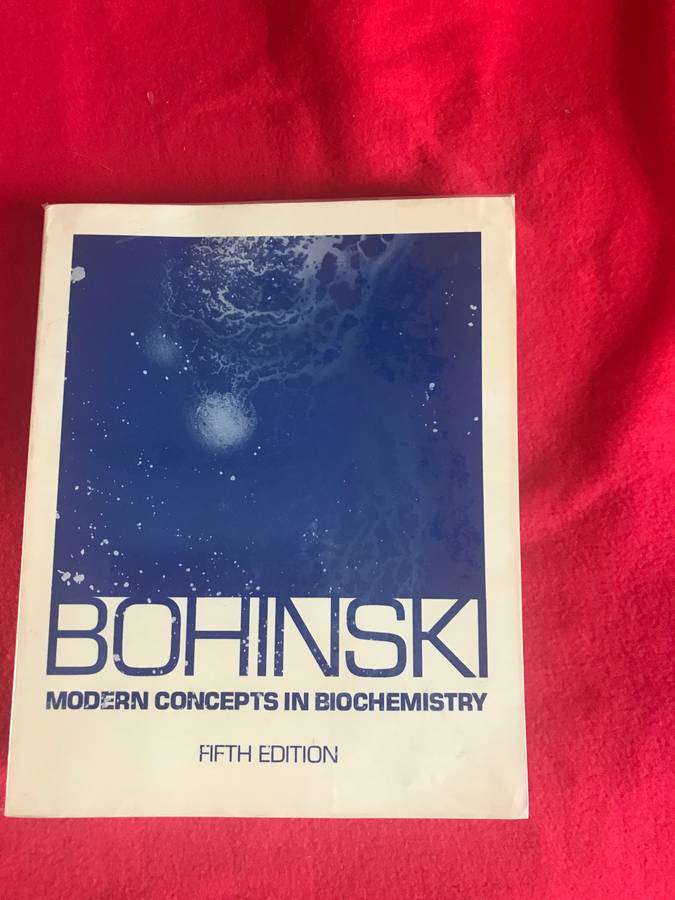 BOHINSKI
MODERN CONCEPTS IN BIOCHEMISTRY
FIFTH EDITION